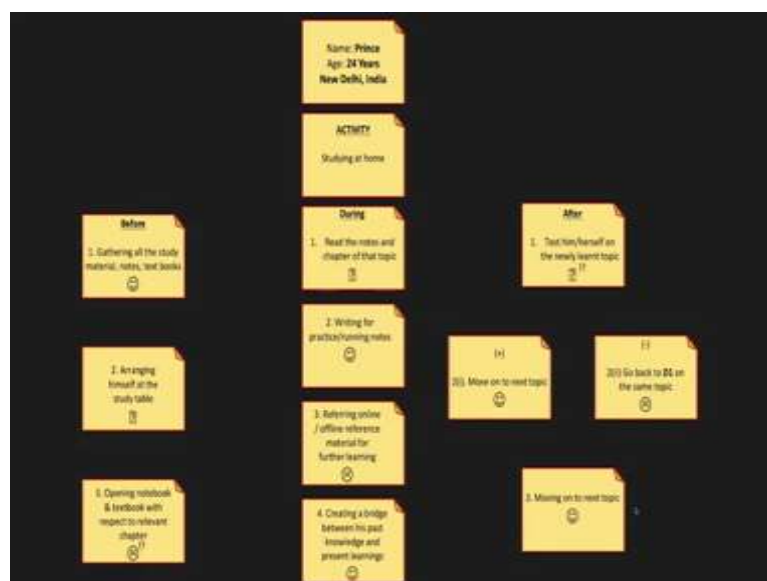 Name: Prince
Age: 24 Years
New Delhi, India
ACTIVITY
Studying at home
Before
1. Gathering all the study
material, notes, text books
2. Arranging
himself at the
study table
3. Opening notebook
& textbook with
respect to relevant
chapter
During
1. Read the notes and
chapter of that topic
2. Writing for
practice/running notes
3. Referring online
/ offline reference
material for
further learning
4. Creating a bridge
between his past
knowledge and
present learnings
After
1. Test him/herself on
the newly learnt topic
(+)
2(i). Move on to next topic
(-)
2(ii) Go back to D1 on
the same topic
3. Moving on to next topic